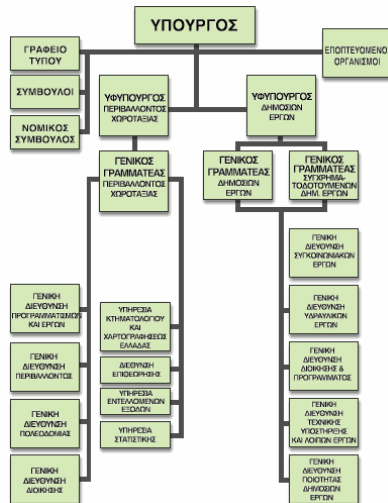 ΥΠΟΥΡΓΟΣ
ΓΡΑΦΕΙΟ
ΤΥΠΟΥ
ΕΠΟΠΤΕΥΟΜΕΝΟΙ
ΟΡΓΑΝΙΣΜΟΙ
ΣΥΜΒΟΥΛΟΙ
ΝΟΜΙΚΟΣ
ΣΥΜΒΟΥΛΟΣ
ΥΦΥΠΟΥΡΓΟΣ
ΠΕΡΙΒΑΛΛΟΝΤΟΣ
ΧΩΡΟΤΑΞΙΑΣ
ΥΦΥΠΟΥΡΓΟΣ
ΔΗΜΟΣΙΩΝ
ΕΡΓΩΝ
ΓΕΝΙΚΟΣ
ΓΡΑΜΜΑΤΕΑΣ
ΠΕΡΙΒΑΛΛΟΝΤΟΣ
ΧΩΡΟΤΑΞΙΑΣ
ΓΕΝΙΚΟΣ
ΓΡΑΜΜΑΤΕΑΣ
ΔΗΜΟΣΙΩΝ
ΕΡΓΩΝ
ΓΕΝΙΚΟΣ
ΓΡΑΜΜΑΤΕΑΣ
ΣΥΓΧΡΗΜΑ-
ΤΟΔΟΤΟΥΜΕΝΩΝ
ΔΗΜ. ΕΡΓΩΝ
ΓΕΝΙΚΗ
ΔΙΕΥΘΥΝΣΗ
ΠΡΟΓΡΑΜΜΑΤΙΣΜΩΝ
ΚΑΙ ΕΡΓΩΝ
ΓΕΝΙΚΗ
ΔΙΕΥΘΥΝΣΗ
ΠΕΡΙΒΑΛΛΟΝΤΟΣ
ΓΕΝΙΚΗ
ΔΙΕΥΘΥΝΣΗ
ΠΟΛΕΟΔΟΜΙΑΣ
ΓΕΝΙΚΗ
ΔΙΕΥΘΥΝΣΗ
ΔΙΟΙΚΗΣΗΣ
ΥΠΗΡΕΣΙΑ
ΚΤΗΜΑΤΟΛΟΓΙΟΥ
ΚΑΙ
ΧΑΡΤΟΓΡΑΦΗΣΕΩΣ
ΕΛΛΑΔΑΣ
ΔΙΕΥΘΥΝΣΗ
ΕΠΙΘΕΩΡΗΣΗΣ
ΥΠΗΡΕΣΙΑ
ΕΝΤΕΛΛΟΜΕΝΩΝ
ΕΞΟΔΩΝ
ΥΠΗΡΕΣΙΑ
ΣΤΑΤΙΣΤΙΚΗΣ
ΓΕΝΙΚΗ
ΔΙΕΥΘΥΝΣΗ
ΣΥΓΚΟΙΝΩΝΙΑΚΩΝ
ΕΡΓΩΝ
ΓΕΝΙΚΗ
ΔΙΕΥΘΥΝΣΗ
ΥΔΡΑΥΛΙΚΩΝ
ΕΡΓΩΝ
ΓΕΝΙΚΗ
ΔΙΕΥΘΥΝΣΗ
ΔΙΟΙΚΗΣΗΣ &
ΠΡΟΓΡΑΜΜΑΤΟΣ
ΓΕΝΙΚΗ
ΔΙΕΥΘΥΝΣΗ
ΤΕΧΝΙΚΗΣ
ΥΠΟΣΤΗΡΙΞΗΣ
ΚΑΙ ΛΟΙΠΩΝ ΕΡΓΩΝ
ΓΕΝΙΚΗ
ΔΙΕΥΘΥΝΣΗ
ΠΟΙΟΤΗΤΑΣ
ΔΗΜΟΣΙΩΝ
ΕΡΓΩΝ